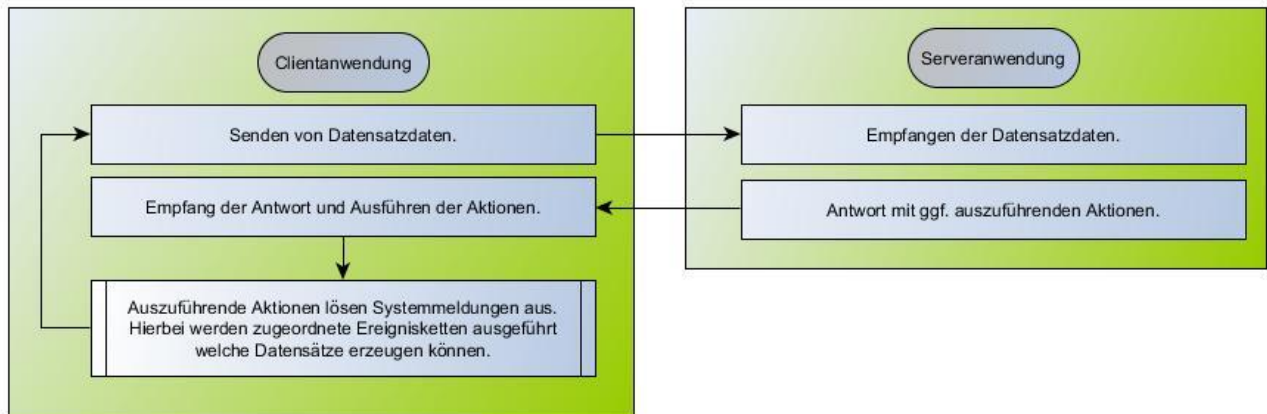 Clientanwendung
Senden von Datensatzdaten.
Empfang der Antwort und Ausführen der Aktionen.
Auszuführende Aktionen lösen Systemmeldungen aus.
Hierbei werden zugeordnete Ereignisketten ausgeführt
welche Datensätze erzeugen können.
Serveranwendung
Empfangen der Datensatzdaten.
Antwort mit ggf. auszuführenden Aktionen.